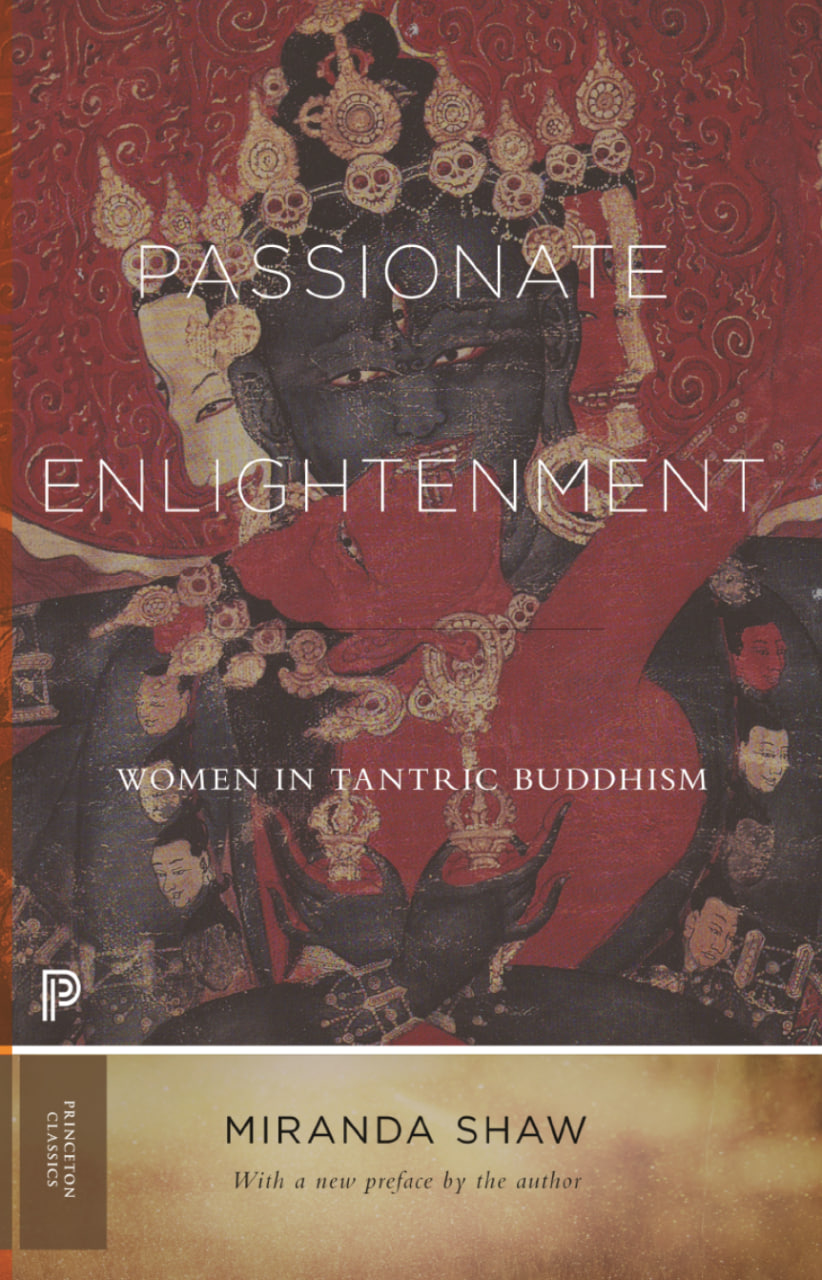 PASSIONATE
ENLIGHTENMENT
WOMEN IN TANTRIC BUDDHISM
PRINCETON
CLASSICS
MIRANDA SHAW
With a new preface by the author